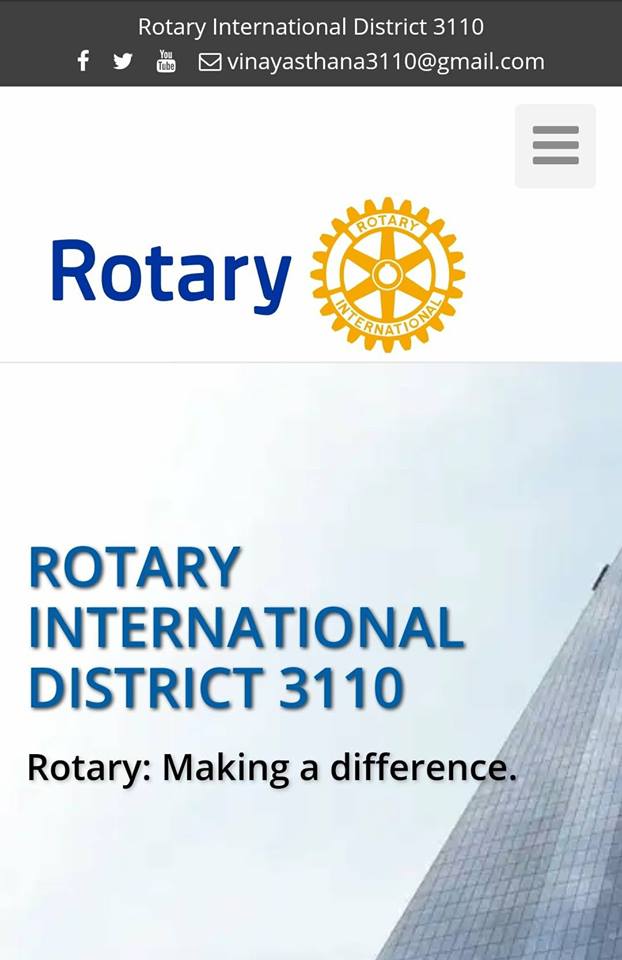 Rotary International District 3110
You
Tube
vinayasthana3110@gmail.com
Rotary
ROTARY
INTERNATIONAL
ROTARY
INTERNATIONAL
DISTRICT 3110
Rotary: Making a difference.